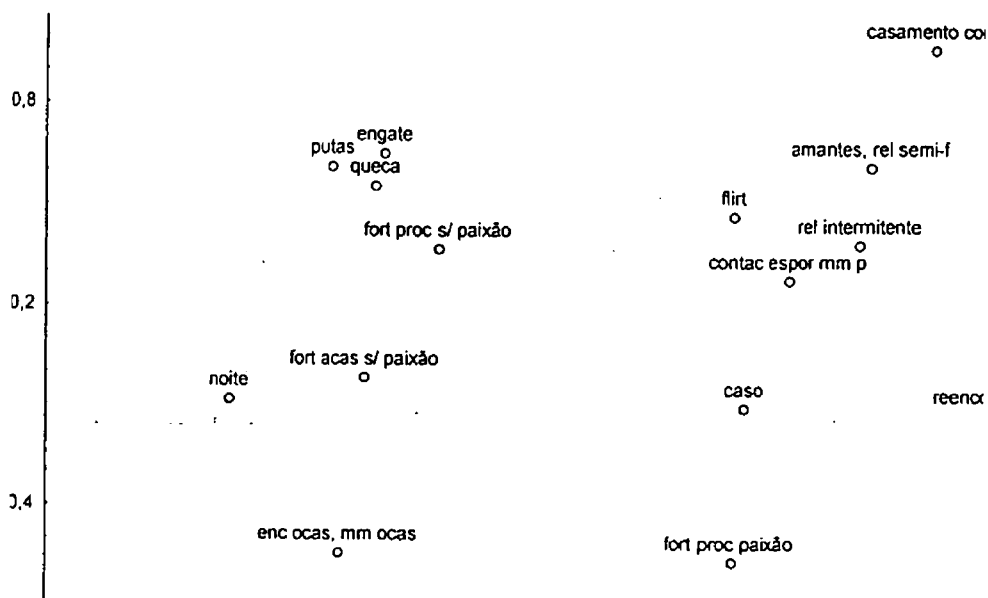 casamento co
0,8
engate
putas
queca
amantes, rel semi-f
flirt
fort proc s/ paixão
rel intermitente
contac espor mm p
0,2
fort acas s/ paixão
noite
caso
reenc
0,4
enc ocas, mm ocas
fort proc paixão